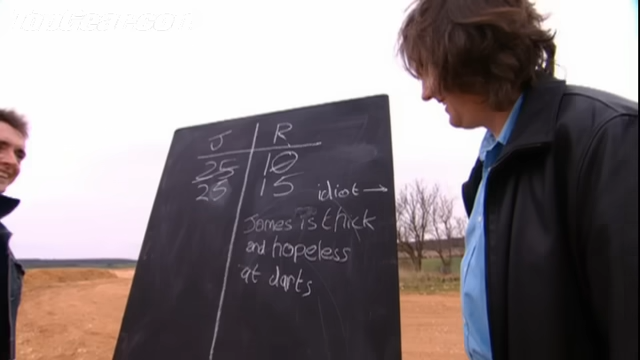 J R
25 10
25 15
idiot →
James is thick
and hopeless
at darts